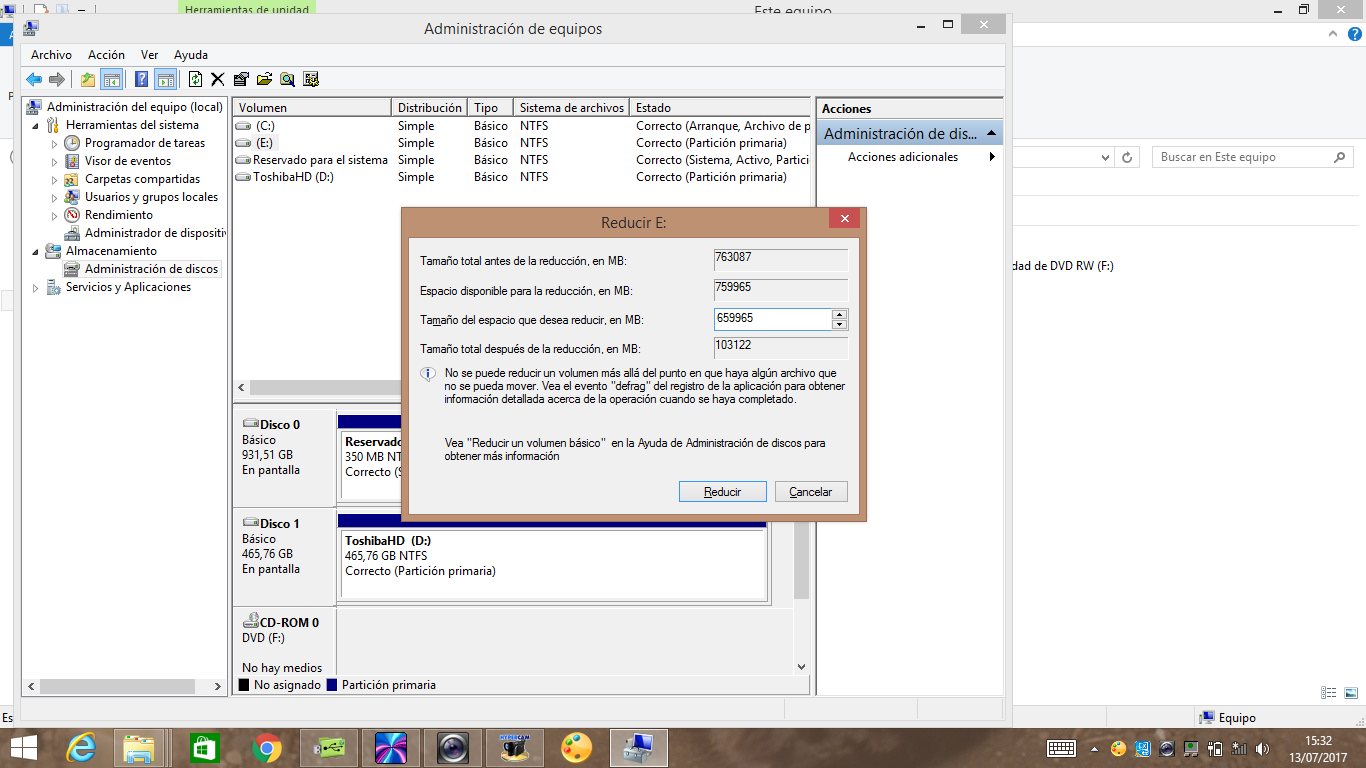 Herramientas de unidad
Este equipo
Administración de equipos
Archivo Acción Ver Ayuda
Administración del equipo (local)
Herramientas del sistema
Programador de tareas
Visor de eventos
Carpetas compartidas
Usuarios y grupos locales
Rendimiento
Administrador de dispositi
Almacenamiento
Administración de discos
Servicios y Aplicaciones
Volumen Distribución Tipo Sistema de archivos Estado
(C:) Simple Básico NTFS Correcto (Arranque, Archivo de p
(E:) Simple Básico NTFS Correcto (Partición primaria)
Reservado para el sistema Simple Básico NTFS Correcto (Sistema, Activo, Partici
ToshibaHD (D:) Simple Básico NTFS Correcto (Partición primaria)
Acciones
Administración de dis...
Acciones adicionales
Buscar en Este equipo
dad de DVD RW (F:)
Reducir E:
Tamaño total antes de la reducción, en MB: 763087
Espacio disponible para la reducción, en MB: 759965
Tamaño del espacio que desea reducir, en MB: 659965
Tamaño total después de la reducción, en MB: 103122
No se puede reducir un volumen más allá del punto en que haya algún archivo que
no se pueda mover. Vea el evento "defrag" del registro de la aplicación para obtener
información detallada acerca de la operación cuando se haya completado.
Vea "Reducir un volumen básico" en la Ayuda de Administración de discos para
obtener más información
Reducir Cancelar
Disco 0
Básico
931,51 GB
En pantalla
Reservado
350 MB NT
Correcto (S
Disco 1
Básico
465,76 GB
En pantalla
ToshibaHD (D:)
465,76 GB NTFS
Correcto (Partición primaria)
CD-ROM 0
DVD (F:)
No hay medios
No asignado Partición primaria
Es
Equipo
HYPERCAM
15:32
13/07/2017